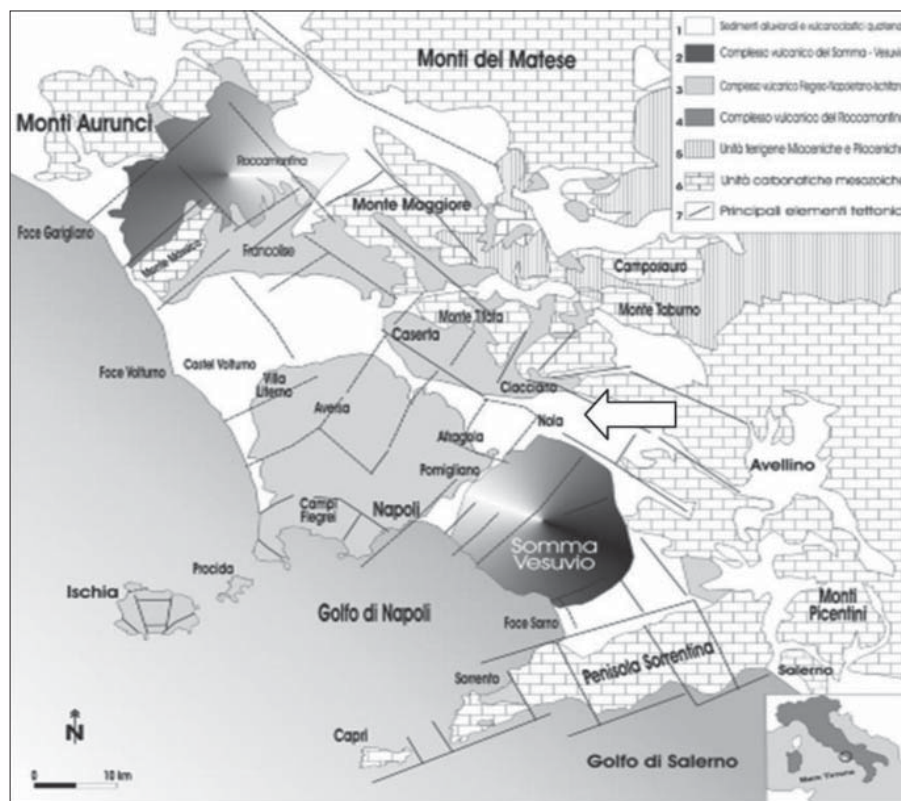 Monti del Matese
1 Sedimenti alluvionali e vulcanoclastici quaternari
2 Complesso vulcanico del Somma - Vesuvio
3 Complesso vulcanico Flegreo-Napoletano-Ischitano
4 Complesso vulcanico del Roccamonfina
5 Unità terrigene Mioceniche e Plioceniche
6 Unità carbonatiche mesozoiche
7 Principali elementi tettonici
Monti Aurunci
Roccamonfina
Monte Maggiore
Foce Garigliano
Monte Massico
Francolise
Camposauro
Monte Taburno
Monte Tifata
Caserta
Foce Volturno
Castel Volturno
Villa
Literno
Cicciano
Aversa
Nola
Afragola
Avellino
Pomigliano
Campi
Flegrei
Napoli
Somma
Vesuvio
Procida
Ischia
Golfo di Napoli
Monti
Picentini
Foce Sarno
Penisola Sorrentina
Salerno
Sorrento
N
Capri
Golfo di Salerno
0 10 km
Mare Tirreno